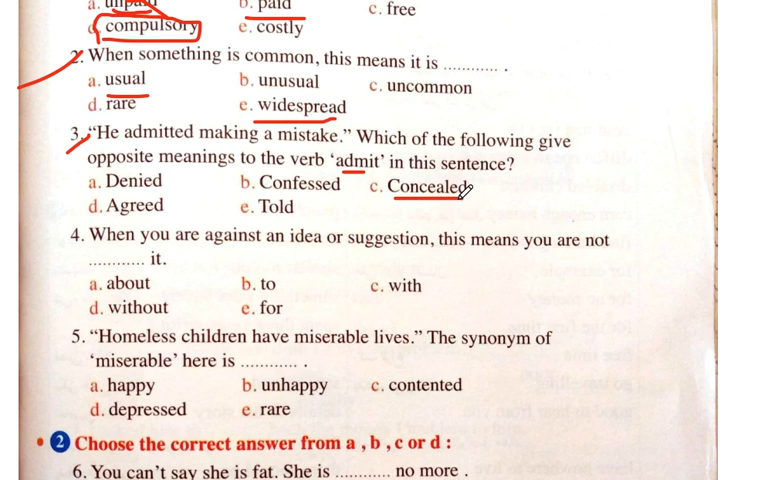 a. unpaid b. paid c. free
d. compulsory e. costly
2. When something is common, this means it is ............ .
a. usual b. unusual c. uncommon
d. rare e. widespread
3. “He admitted making a mistake.” Which of the following give
opposite meanings to the verb ‘admit’ in this sentence?
a. Denied b. Confessed c. Concealed
d. Agreed e. Told
4. When you are against an idea or suggestion, this means you are not
............ it.
a. about b. to c. with
d. without e. for
5. “Homeless children have miserable lives.” The synonym of
‘miserable’ here is ............ .
a. happy b. unhappy c. contented
d. depressed e. rare
• 2 Choose the correct answer from a , b , c or d :
6. You can’t say she is fat. She is ............ no more .